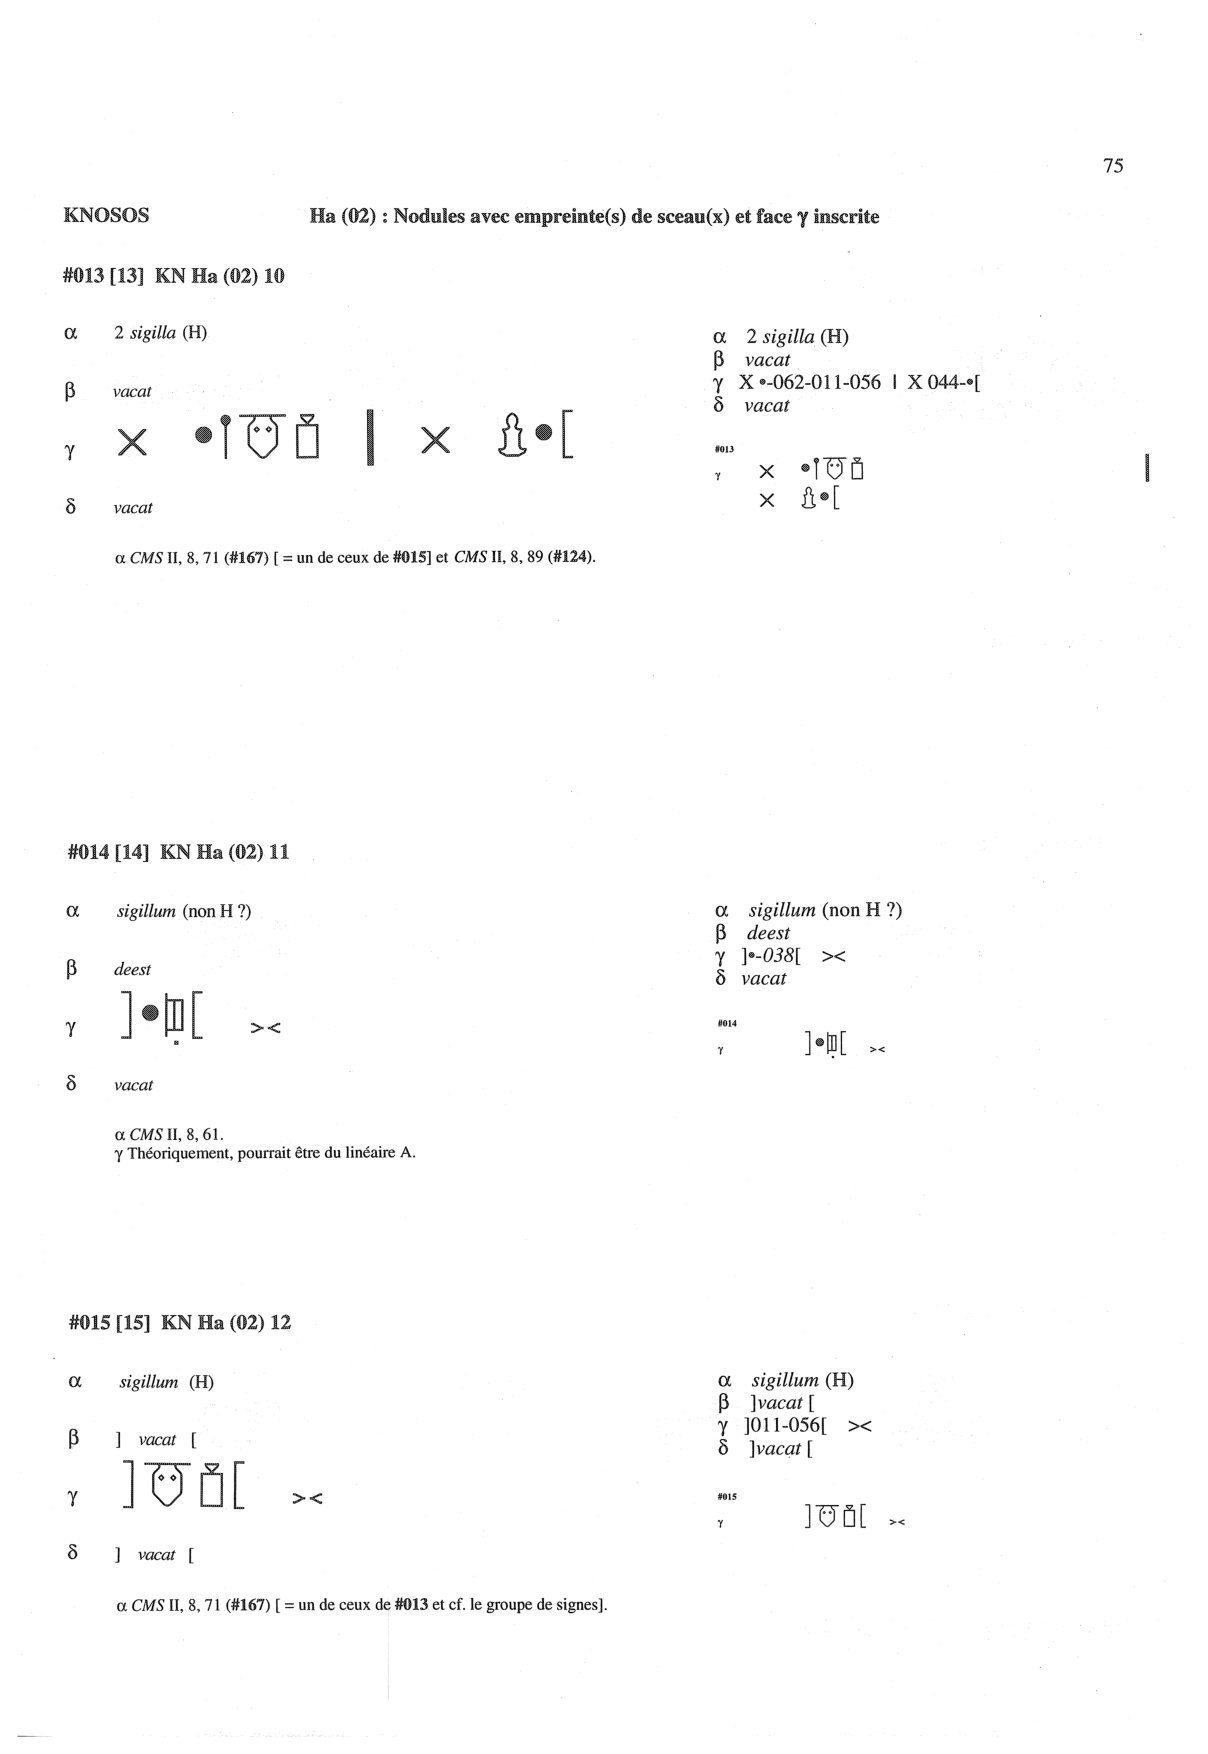 75
KNOSOS Ha (02) : Nodules avec empreinte(s) de sceau(x) et face γ inscrite
#013 [13] KN Ha (02) 10
α 2 sigilla (H)
β vacat
γ
δ vacat
α 2 sigilla (H)
β vacat
γ X •-062-011-056 | X 044-•[
δ vacat
#013
γ
α CMS II, 8, 71 (#167) [ = un de ceux de #015] et CMS II, 8, 89 (#124).
#014 [14] KN Ha (02) 11
α sigillum (non H ?)
β deest
γ ]•[ ><
δ vacat
α sigillum (non H ?)
β deest
γ ]•-038[ ><
δ vacat
#014
γ ]•[ ><
α CMS II, 8, 61.
γ Théoriquement, pourrait être du linéaire A.
#015 [15] KN Ha (02) 12
α sigillum (H)
β ] vacat [
γ ] [ ><
δ ] vacat [
α sigillum (H)
β ]vacat [
γ ]011-056[ ><
δ ]vacat [
#015
γ ] [ ><
α CMS II, 8, 71 (#167) [ = un de ceux de #013 et cf. le groupe de signes].